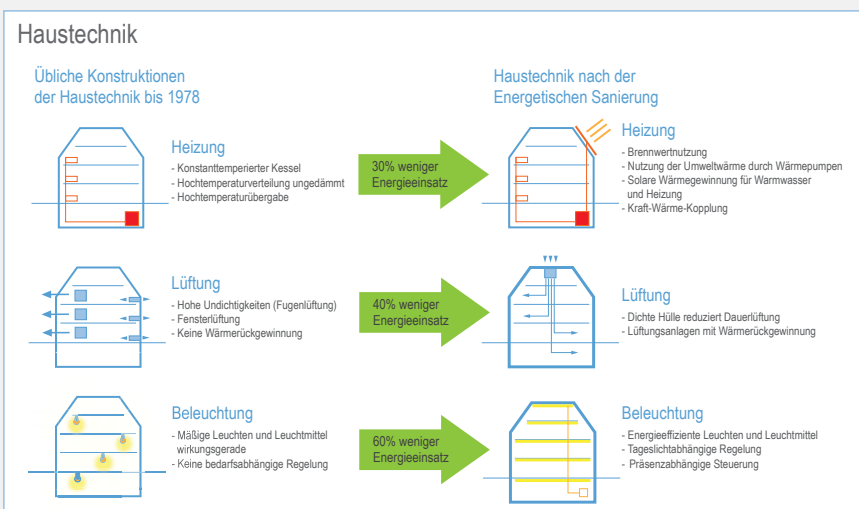 Haustechnik
Übliche Konstruktionen
der Haustechnik bis 1978
Haustechnik nach der
Energetischen Sanierung
Heizung
- Konstanttemperierter Kessel
- Hochtemperaturverteilung ungedämmt
- Hochtemperaturübergabe
30% weniger
Energieeinsatz
Heizung
- Brennwertnutzung
- Nutzung der Umweltwärme durch Wärmepumpen
- Solare Wärmegewinnung für Warmwasser
und Heizung
- Kraft-Wärme-Kopplung
Lüftung
- Hohe Undichtigkeiten (Fugenlüftung)
- Fensterlüftung
- Keine Wärmerückgewinnung
40% weniger
Energieeinsatz
Lüftung
- Dichte Hülle reduziert Dauerlüftung
- Lüftungsanlagen mit Wärmerückgewinnung
Beleuchtung
- Mäßige Leuchten und Leuchtmittel
wirkungsgerade
- Keine bedarfsabhängige Regelung
60% weniger
Energieeinsatz
Beleuchtung
- Energieeffiziente Leuchten und Leuchtmittel
- Tageslichtabhängige Regelung
- Präsenzabhängige Steuerung